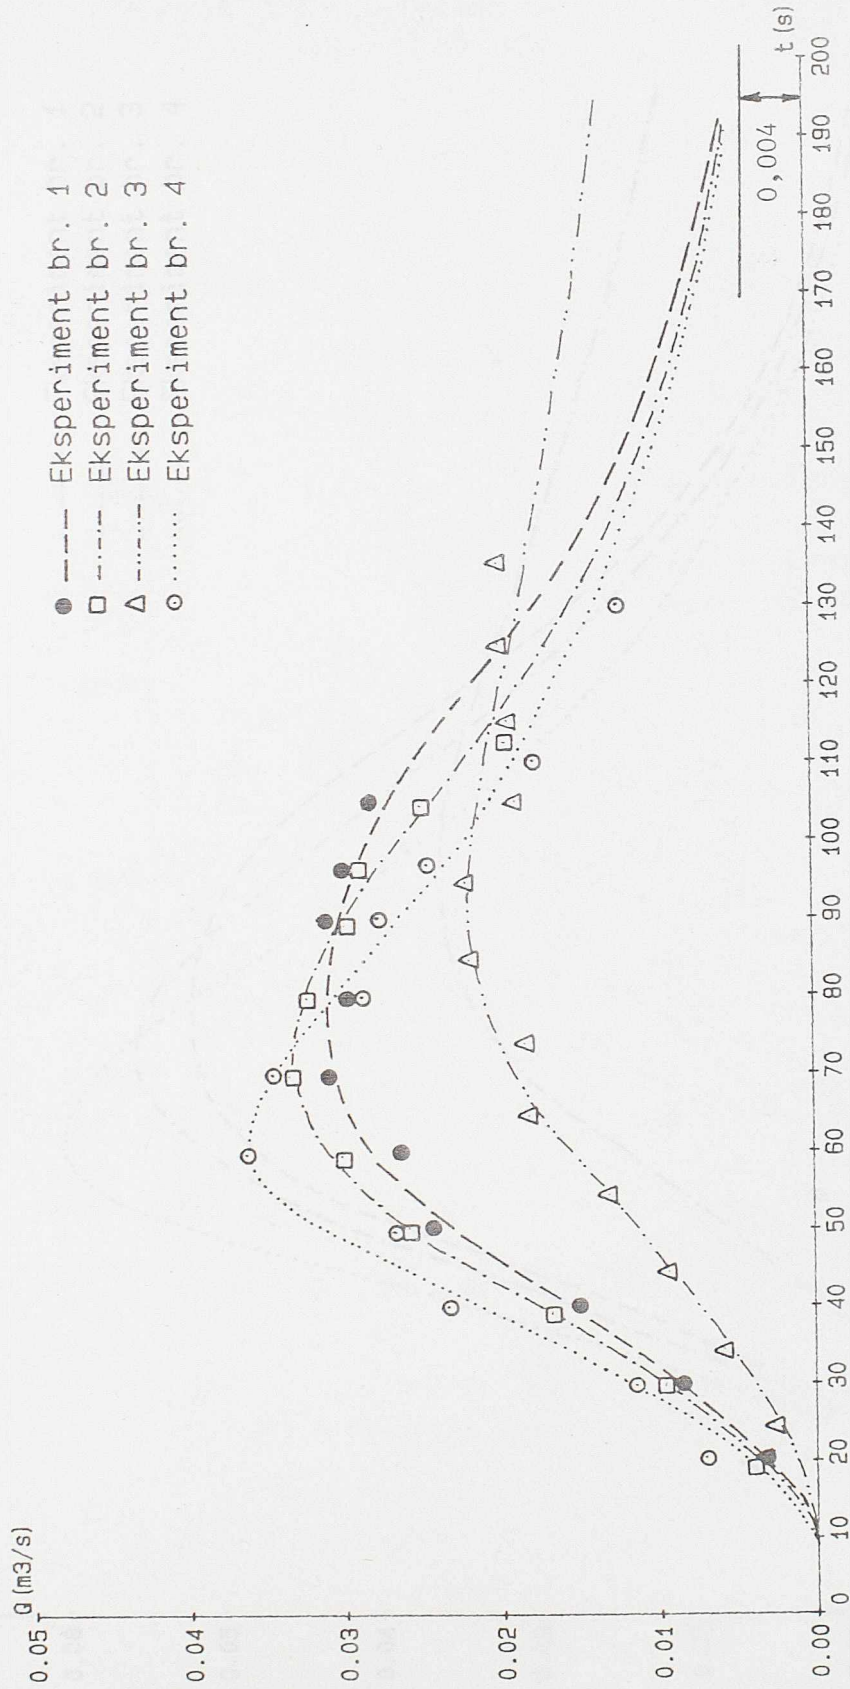 Q (m3/s)
0.05
0.04
0.03
0.02
0.01
0.00
● ——— Eksperiment br. 1
□ —·—·— Eksperiment br. 2
△ —··—··— Eksperiment br. 3
⊙ ········ Eksperiment br. 4
0,004
t (s)
0 10 20 30 40 50 60 70 80 90 100 110 120 130 140 150 160 170 180 190 200